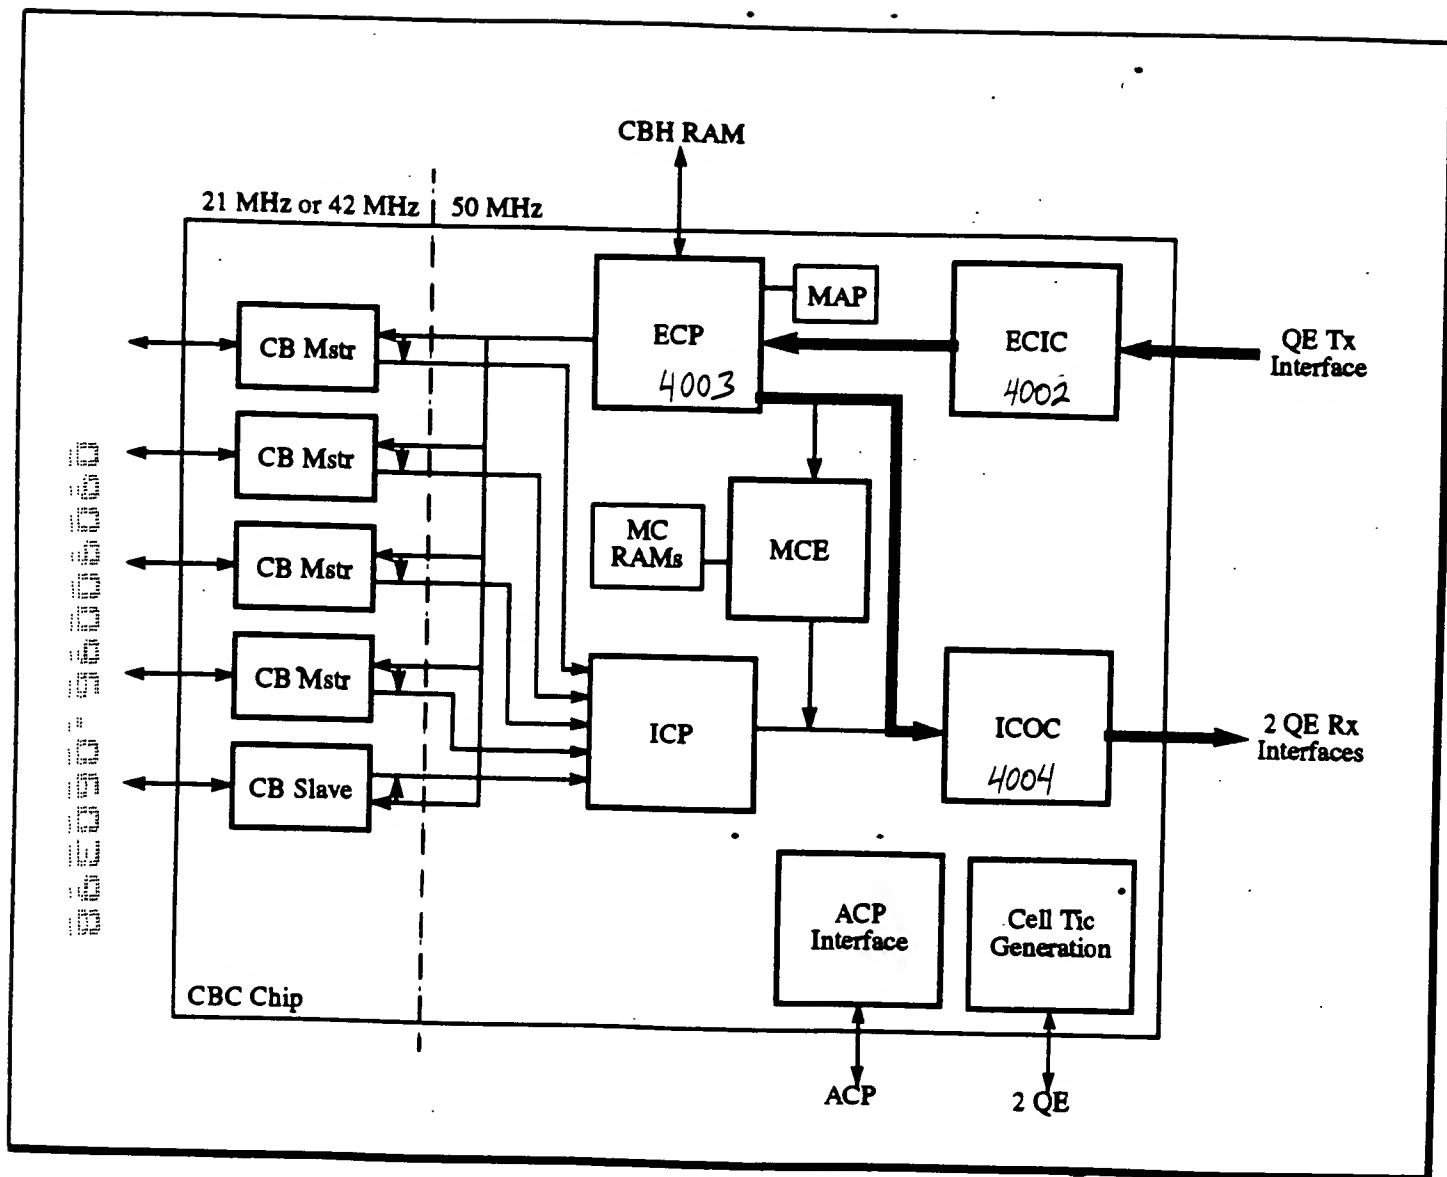 CBH RAM
21 MHz or 42 MHz
50 MHz
CB Mstr
ECP
4003
MAP
ECIC
4002
QE Tx
Interface
CB Mstr
MC
RAMs
MCE
CB Mstr
CB Mstr
ICP
ICOC
4004
2 QE Rx
Interfaces
CB Slave
ACP
Interface
Cell Tic
Generation
CBC Chip
ACP
2 QE